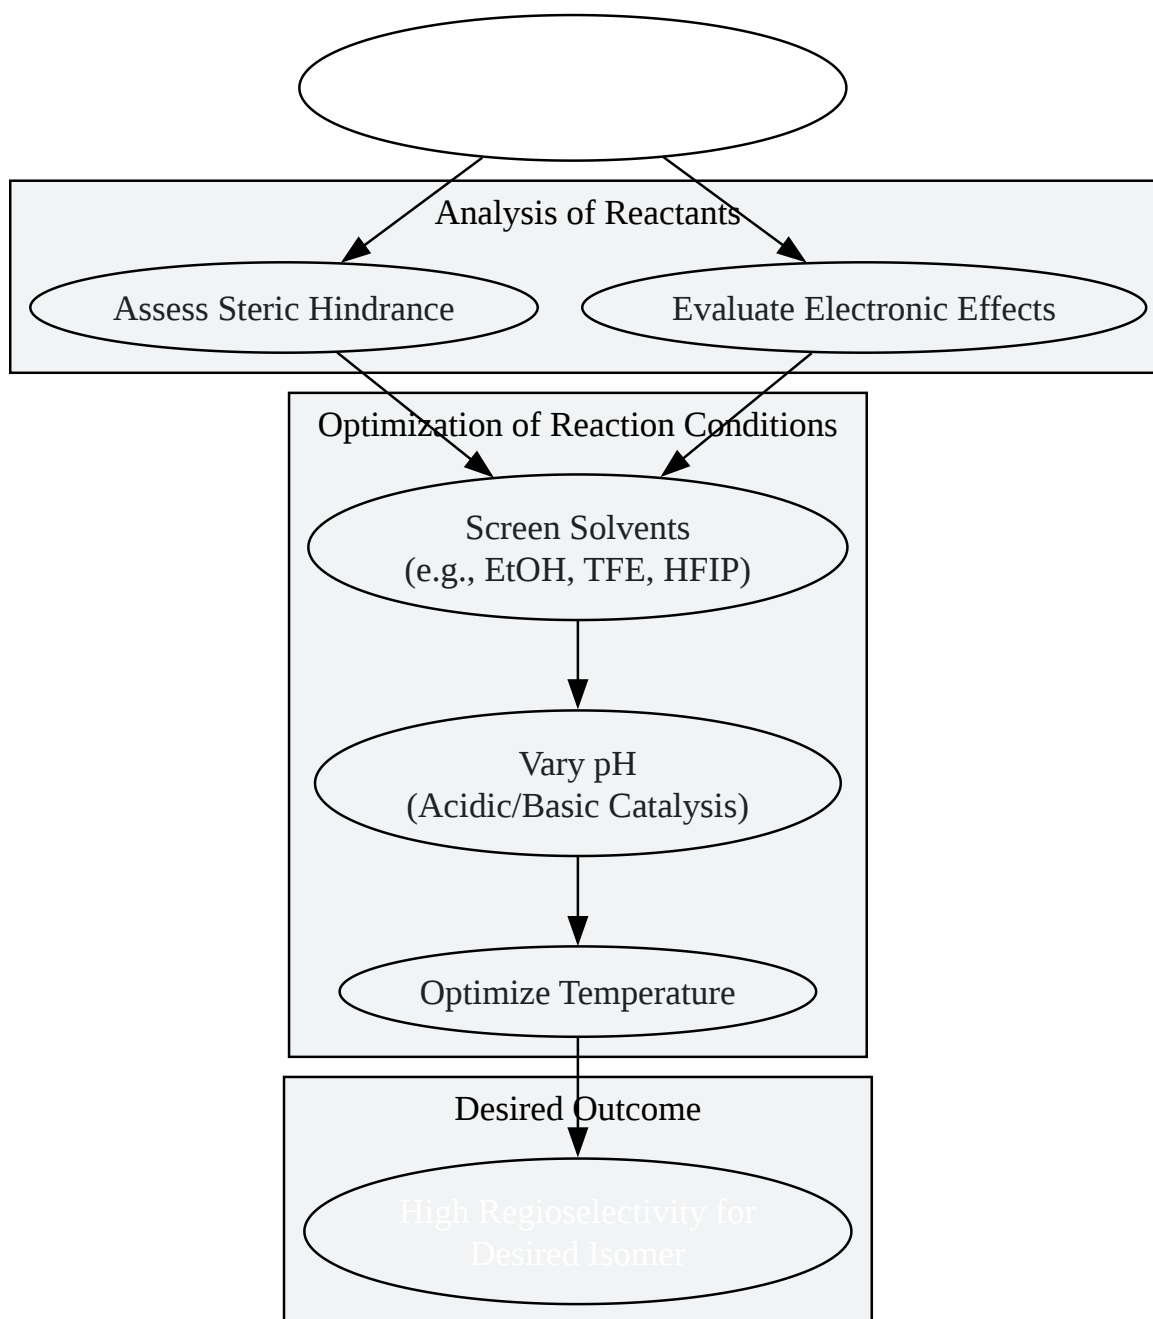 Analysis of Reactants
Assess Steric Hindrance
Evaluate Electronic Effects
Optimization of Reaction Conditions
Screen Solvents
(e.g., EtOH, TFE, HFIP)
Vary pH
(Acidic/Basic Catalysis)
Optimize Temperature
Desired Outcome
High Regioselectivity for
Desired Isomer